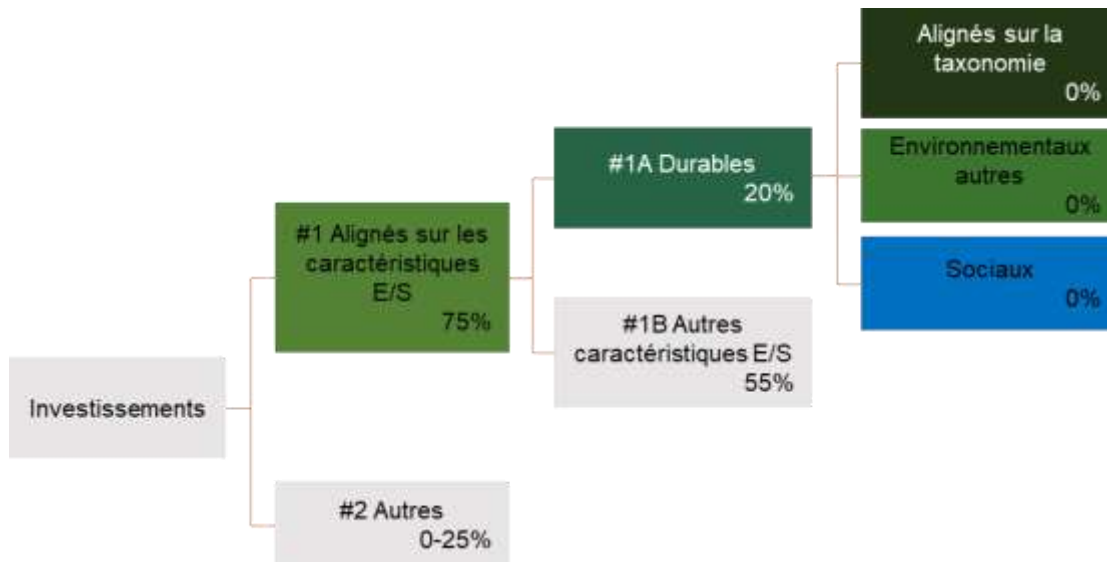 Investissements
#1 Alignés sur les
caractéristiques
E/S
75%
#2 Autres
0-25%
#1A Durables
20%
#1B Autres
caractéristiques E/S
55%
Alignés sur la
taxonomie
0%
Environnementaux
autres
0%
Sociaux
0%